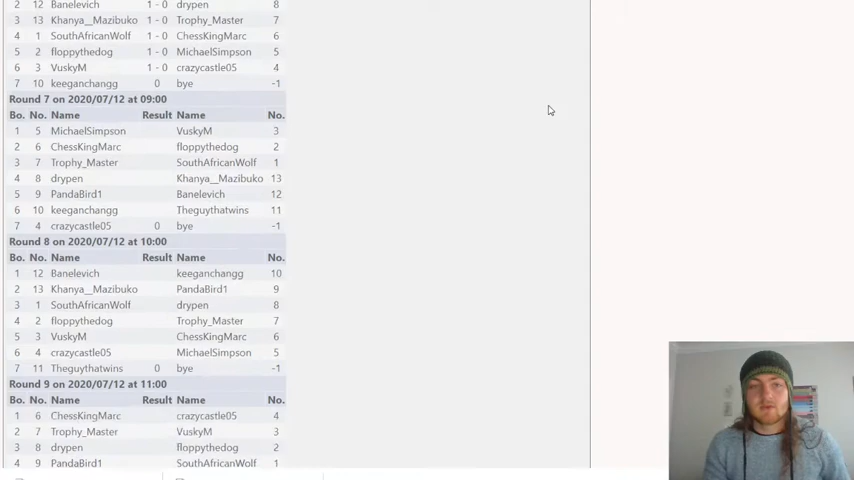 2 12 Banelevich 1 - 0 drypen 8
3 13 Khanya__Mazibuko 1 - 0 Trophy_Master 7
4 1 SouthAfricanWolf 1 - 0 ChessKingMarc 6
5 2 floppythedog 1 - 0 MichaelSimpson 5
6 3 VuskyM 1 - 0 crazycastle05 4
7 10 keeganchangg 0 bye -1
Round 7 on 2020/07/12 at 09:00
Bo. No. Name Result Name No.
1 5 MichaelSimpson VuskyM 3
2 6 ChessKingMarc floppythedog 2
3 7 Trophy_Master SouthAfricanWolf 1
4 8 drypen Khanya__Mazibuko 13
5 9 PandaBird1 Banelevich 12
6 10 keeganchangg Theguythatwins 11
7 4 crazycastle05 0 bye -1
Round 8 on 2020/07/12 at 10:00
Bo. No. Name Result Name No.
1 12 Banelevich keeganchangg 10
2 13 Khanya__Mazibuko PandaBird1 9
3 1 SouthAfricanWolf drypen 8
4 2 floppythedog Trophy_Master 7
5 3 VuskyM ChessKingMarc 6
6 4 crazycastle05 MichaelSimpson 5
7 11 Theguythatwins 0 bye -1
Round 9 on 2020/07/12 at 11:00
Bo. No. Name Result Name No.
1 6 ChessKingMarc crazycastle05 4
2 7 Trophy_Master VuskyM 3
3 8 drypen floppythedog 2
4 9 PandaBird1 SouthAfricanWolf 1